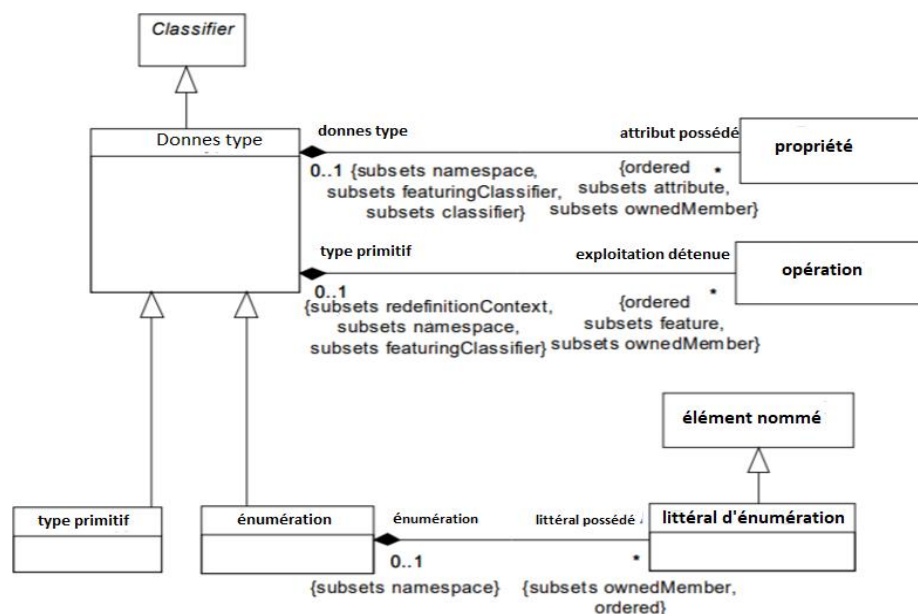 Classifier
Donnes type
donnes type
attribut possédé
propriété
0..1 {subsets namespace,
subsets featuringClassifier,
subsets classifier}
{ordered *
subsets attribute,
subsets ownedMember}
type primitif
exploitation détenue
opération
0..1
{subsets redefinitionContext,
subsets namespace,
subsets featuringClassifier}
*
{ordered
subsets feature,
subsets ownedMember}
élément nommé
type primitif
énumération
énumération
littéral possédé
littéral d'énumération
0..1
{subsets namespace}
*
{subsets ownedMember,
ordered}